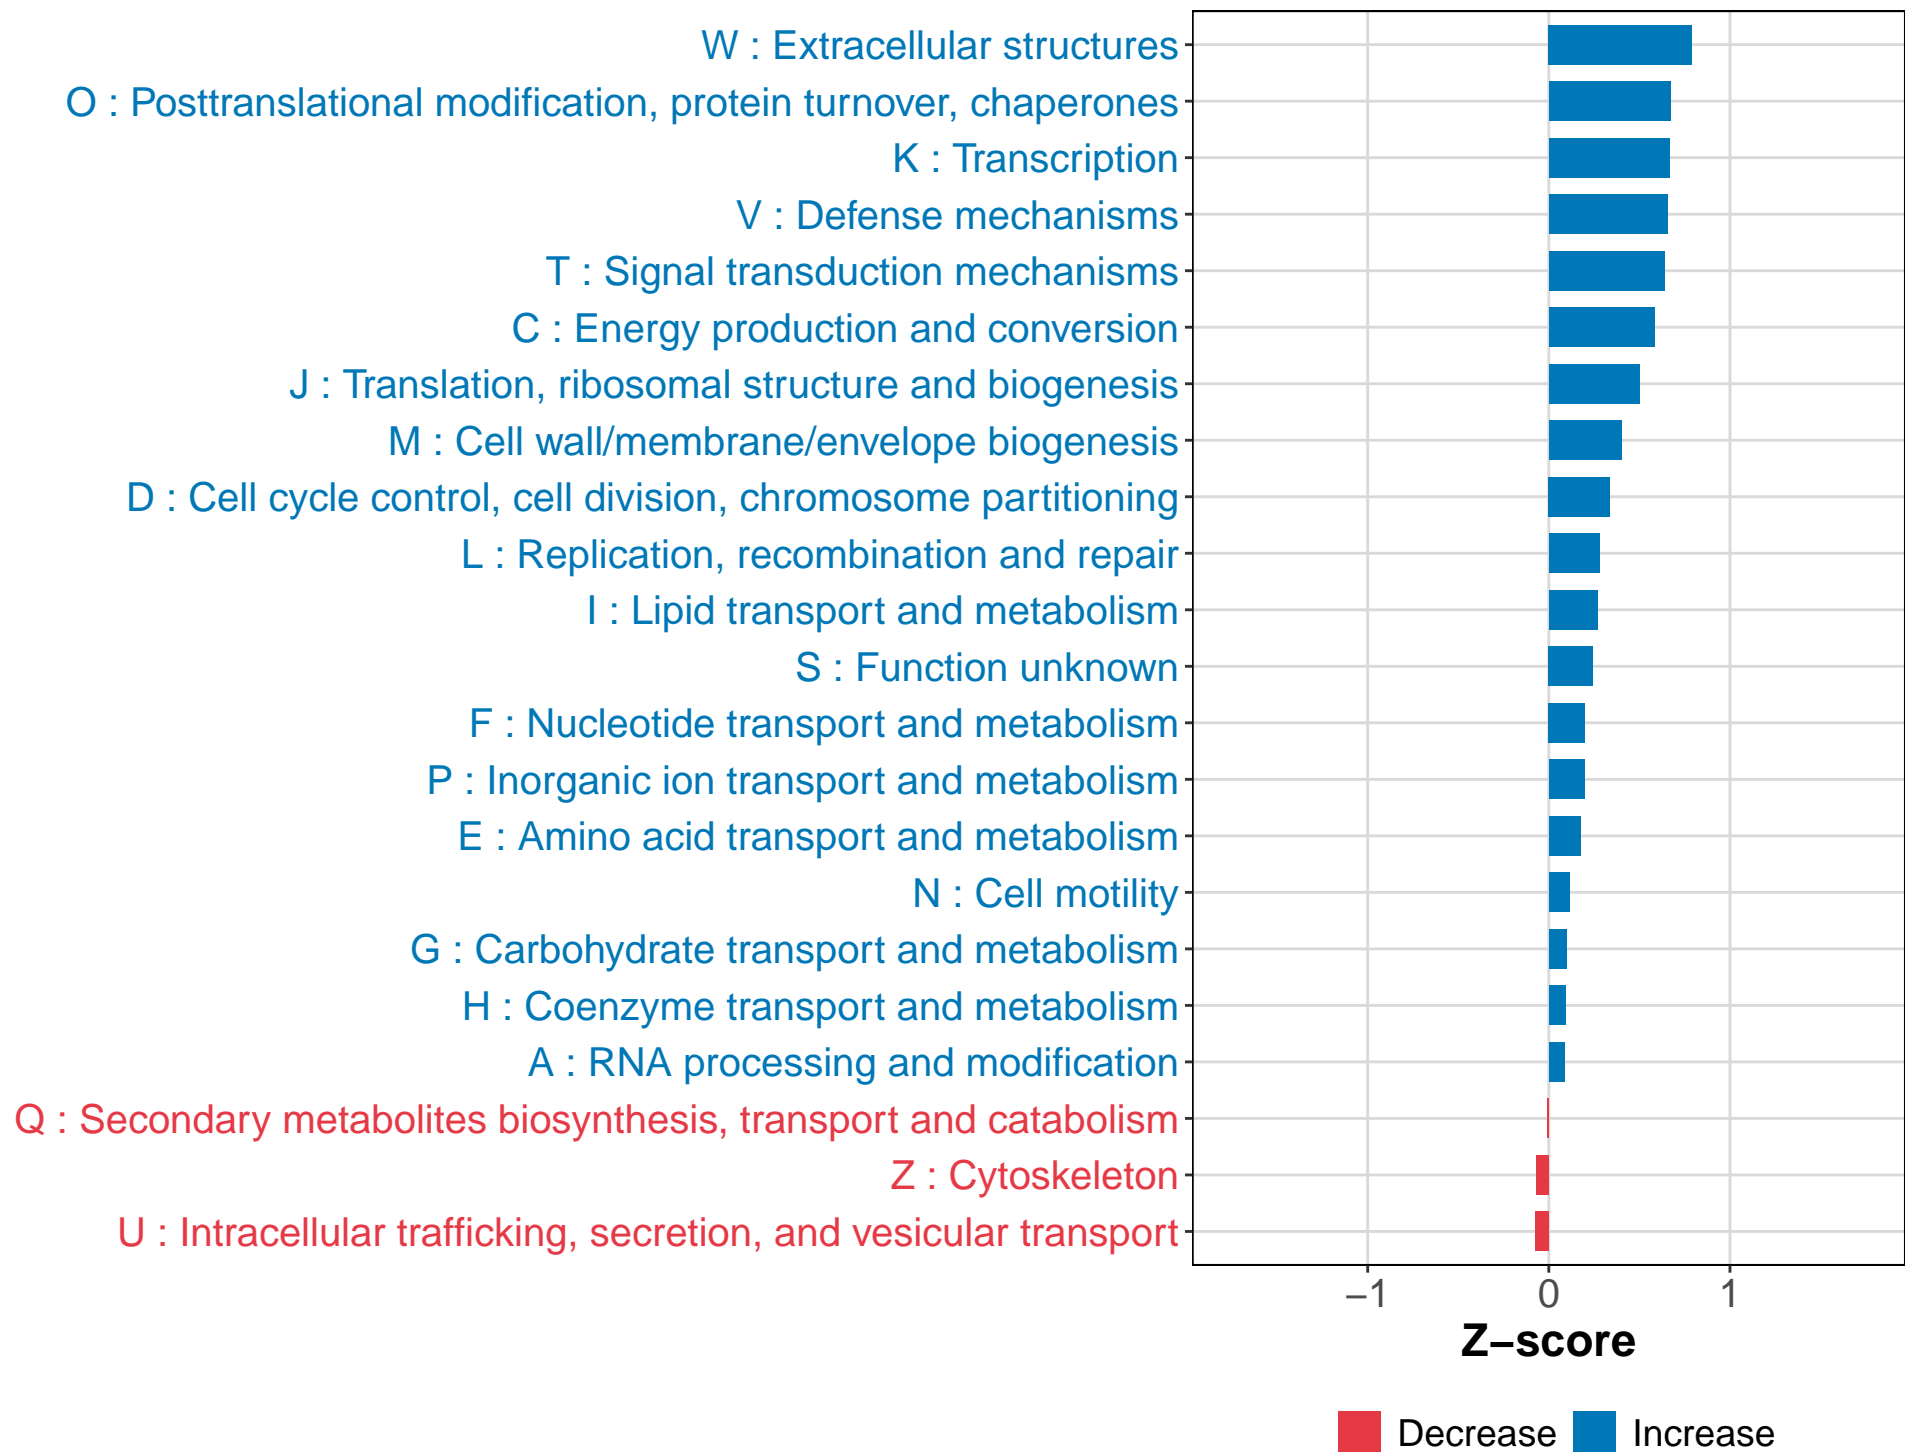 W : Extracellular structures
O : Posttranslational modification, protein turnover, chaperones
K : Transcription
V : Defense mechanisms
T : Signal transduction mechanisms
C : Energy production and conversion
J : Translation, ribosomal structure and biogenesis
M : Cell wall/membrane/envelope biogenesis
D : Cell cycle control, cell division, chromosome partitioning
L : Replication, recombination and repair
I : Lipid transport and metabolism
S : Function unknown
F : Nucleotide transport and metabolism
P : Inorganic ion transport and metabolism
E : Amino acid transport and metabolism
N : Cell motility
G : Carbohydrate transport and metabolism
H : Coenzyme transport and metabolism
A : RNA processing and modification
Q : Secondary metabolites biosynthesis, transport and catabolism
Z : Cytoskeleton
U : Intracellular trafficking, secretion, and vesicular transport
−1 0 1
Z−score
Decrease Increase